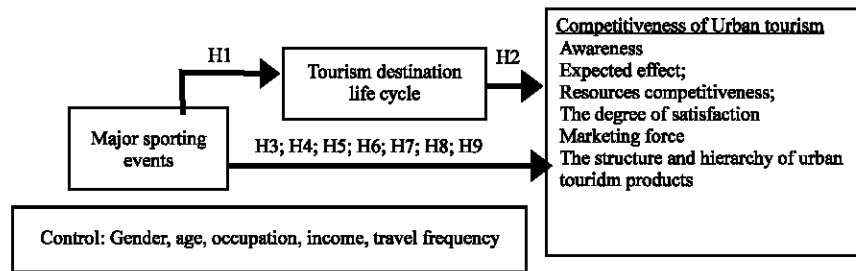 H1
Tourism destination
life cycle
H2
Major sporting
events
H3; H4; H5; H6; H7; H8; H9
Competitiveness of Urban tourism
Awareness
Expected effect;
Resources competitiveness;
The degree of satisfaction
Marketing force
The structure and hierarchy of urban
touridm products
Control: Gender, age, occupation, income, travel frequency